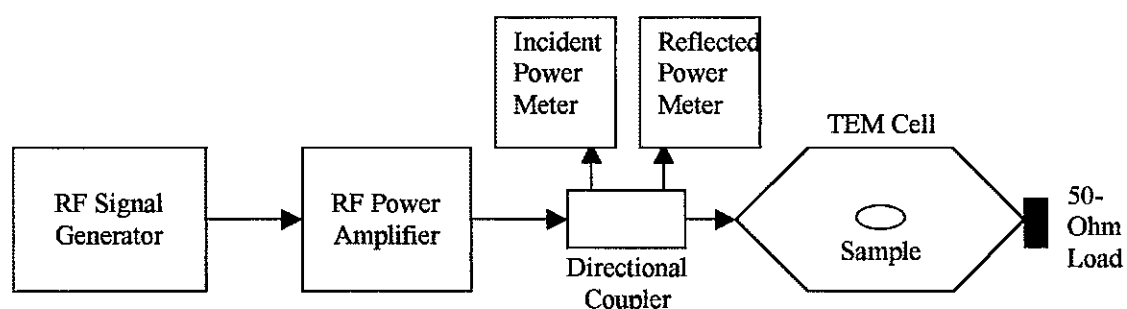 Incident
Power
Meter
Reflected
Power
Meter
TEM Cell
RF Signal
Generator
RF Power
Amplifier
Sample
50-
Ohm
Load
Directional
Coupler